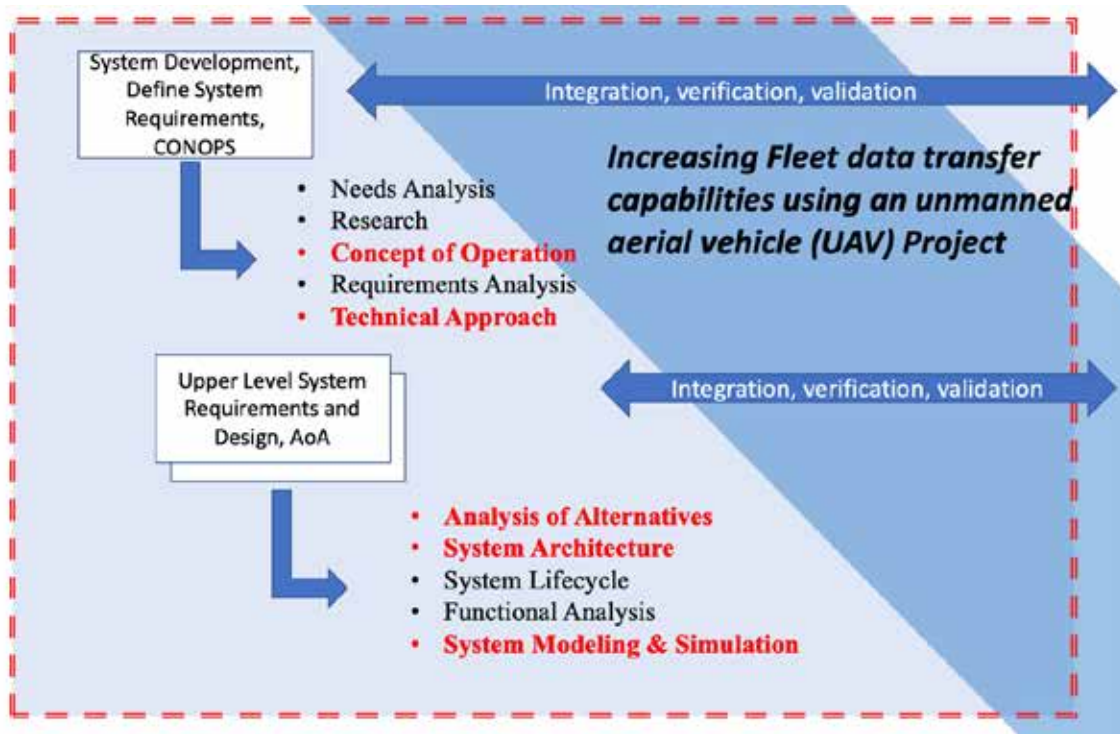 System Development,
Define System
Requirements,
CONOPS
Integration, verification, validation
Increasing Fleet data transfer
capabilities using an unmanned
aerial vehicle (UAV) Project
• Needs Analysis
• Research
• Concept of Operation
• Requirements Analysis
• Technical Approach
Upper Level System
Requirements and
Design, AoA
Integration, verification, validation
• Analysis of Alternatives
• System Architecture
• System Lifecycle
• Functional Analysis
• System Modeling & Simulation